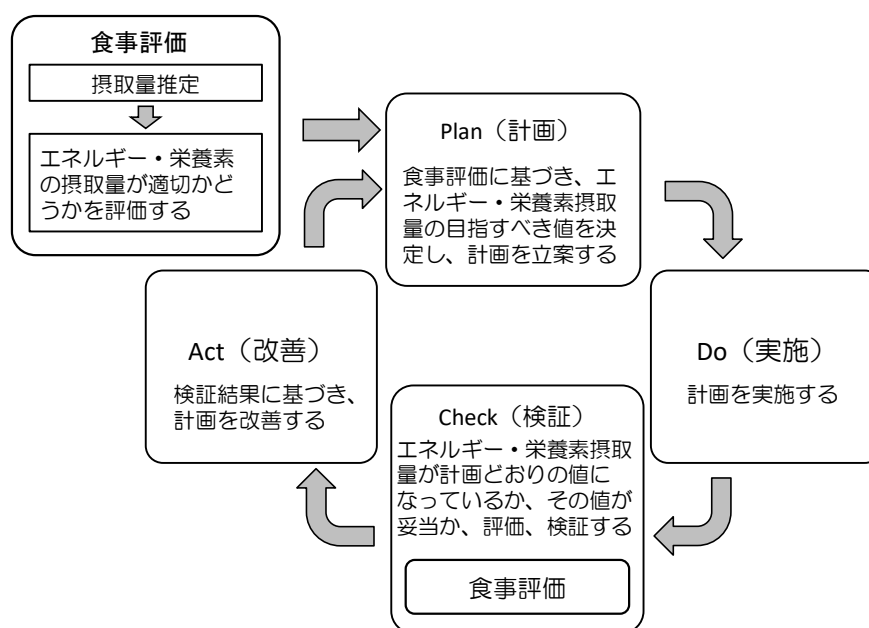 食事評価
摂取量推定
エネルギー・栄養素
の摂取量が適切かど
うかを評価する
Plan（計画）
食事評価に基づき、エ
ネルギー・栄養素摂取
量の目指すべき値を決
定し、計画を立案する
Do（実施）
計画を実施する
Check（検証）
エネルギー・栄養素摂取
量が計画どおりの値に
なっているか、その値が
妥当か、評価、検証する
食事評価
Act（改善）
検証結果に基づき、
計画を改善する